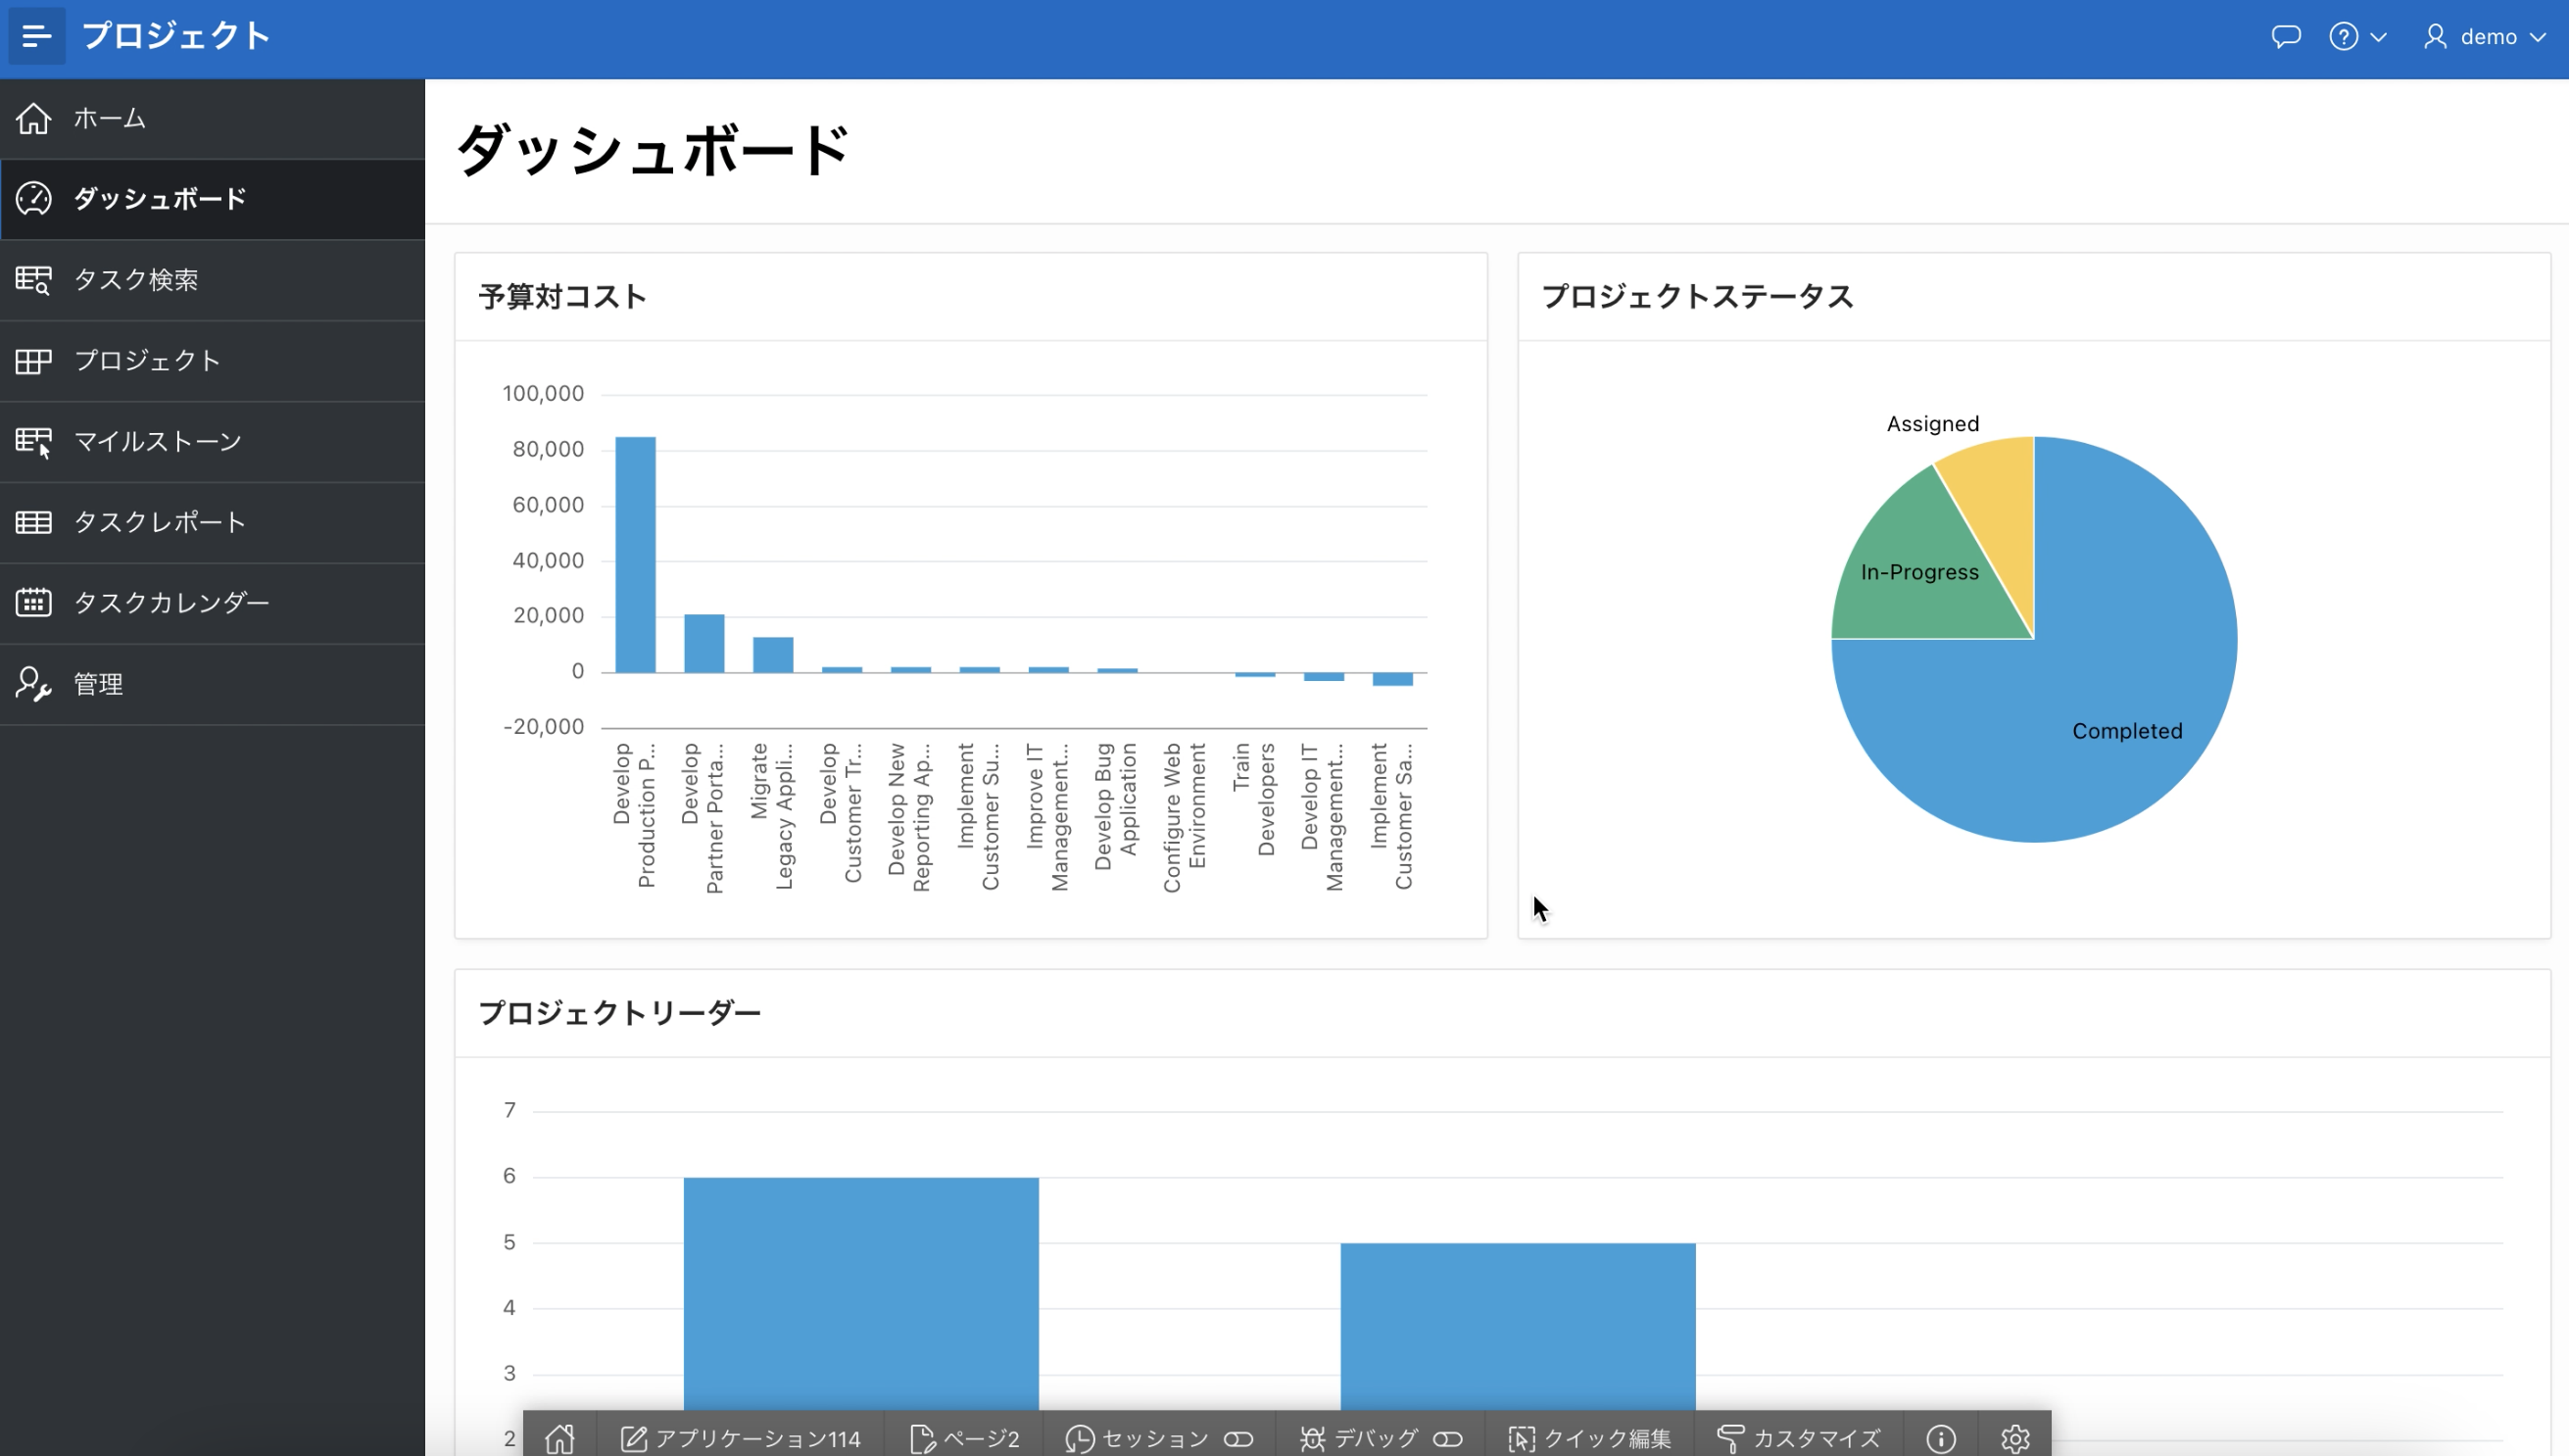 プロジェクト
demo
ホーム
ダッシュボード
タスク検索
プロジェクト
マイルストーン
タスクレポート
タスクカレンダー
管理
ダッシュボード
予算対コスト
100,000
80,000
60,000
40,000
20,000
0
-20,000
Develop
Production P...
Develop
Partner Porta...
Migrate
Legacy Appli...
Develop
Customer Tr...
Develop New
Reporting Ap...
Implement
Customer Su...
Improve IT
Management...
Develop Bug
Application
Configure Web
Environment
Train
Developers
Develop IT
Management...
Implement
Customer Sa...
プロジェクトステータス
Assigned
In-Progress
Completed
プロジェクトリーダー
7
6
5
4
3
2
アプリケーション114
ページ2
セッション
デバッグ
クイック編集
カスタマイズ